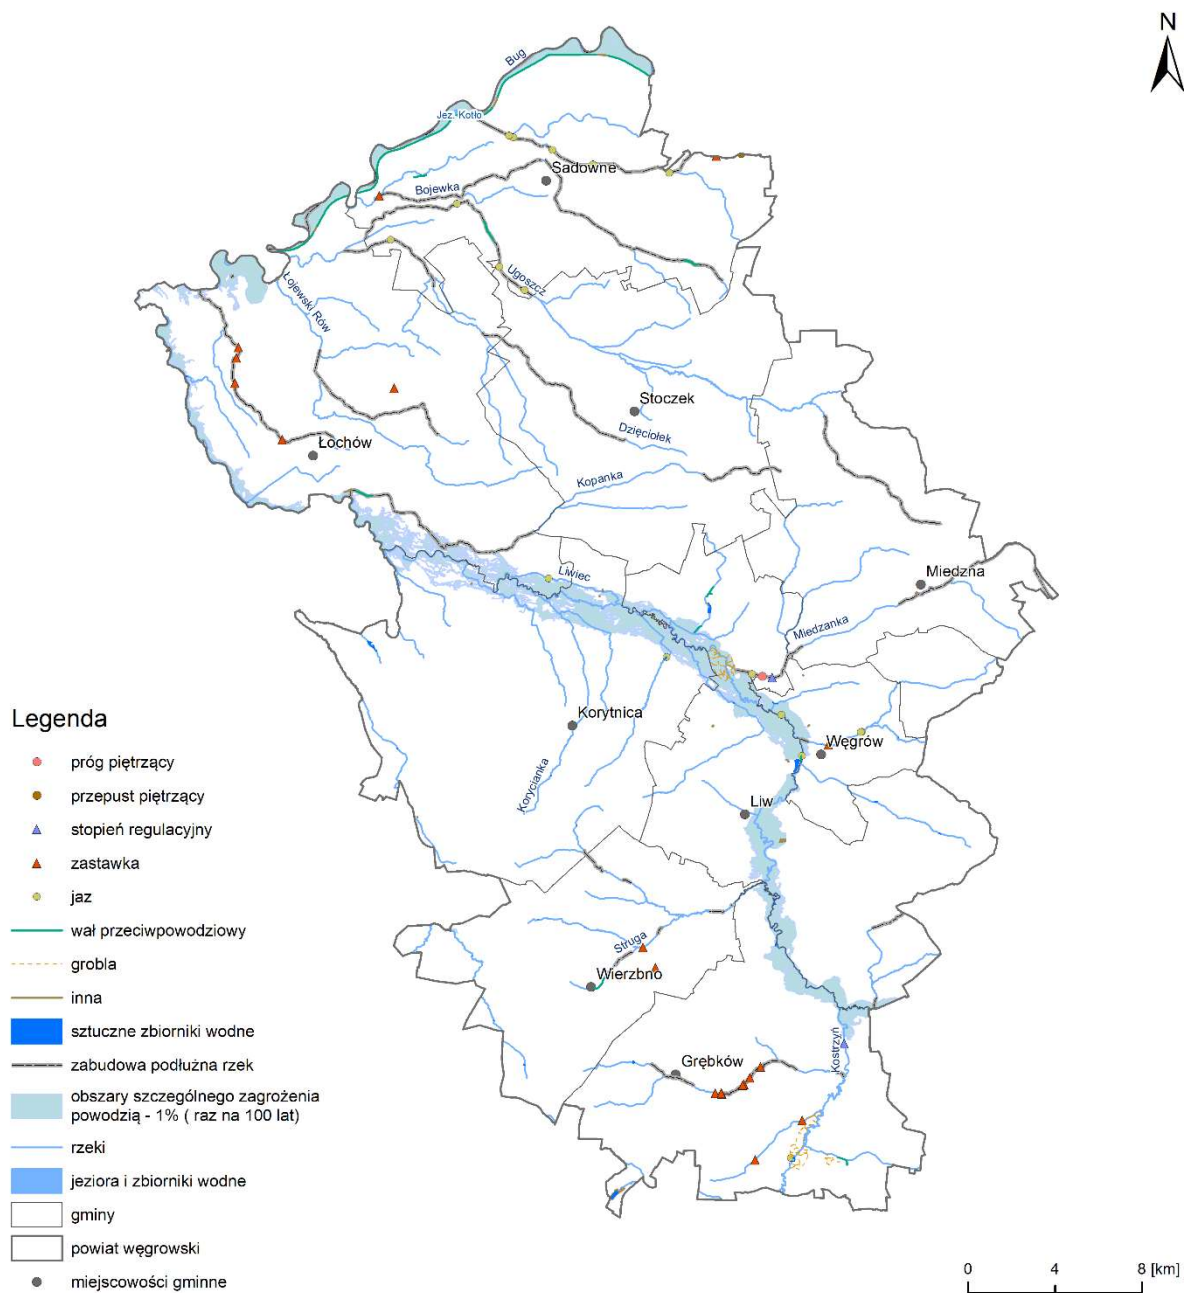 N
Bug
Jez. Kotło
Sadowne
Bojewka
Ugoszcz
Łojewski Rów
Stoczek
Dzięciołek
Łochów
Kopanka
Liwiec
Miedzna
Miedzanka
Korytnica
Węgrów
Korycianka
Liw
Struga
Wierzbno
Kostrzyń
Grębków
Legenda
próg piętrzący
przepust piętrzący
stopień regulacyjny
zastawka
jaz
wał przeciwpowodziowy
grobla
inna
sztuczne zbiorniki wodne
zabudowa podłużna rzek
obszary szczególnego zagrożenia
powodzią - 1% ( raz na 100 lat)
rzeki
jeziora i zbiorniki wodne
gminy
powiat węgrowski
miejscowości gminne
0 4 8 [km]